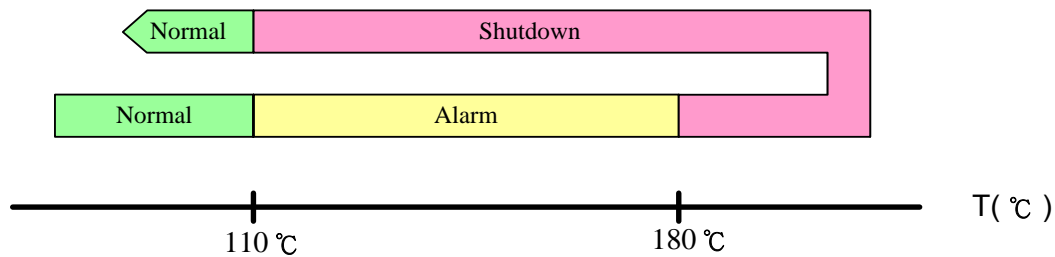 Normal Shutdown
Normal Alarm
T( ℃ )
110 ℃ 180 ℃